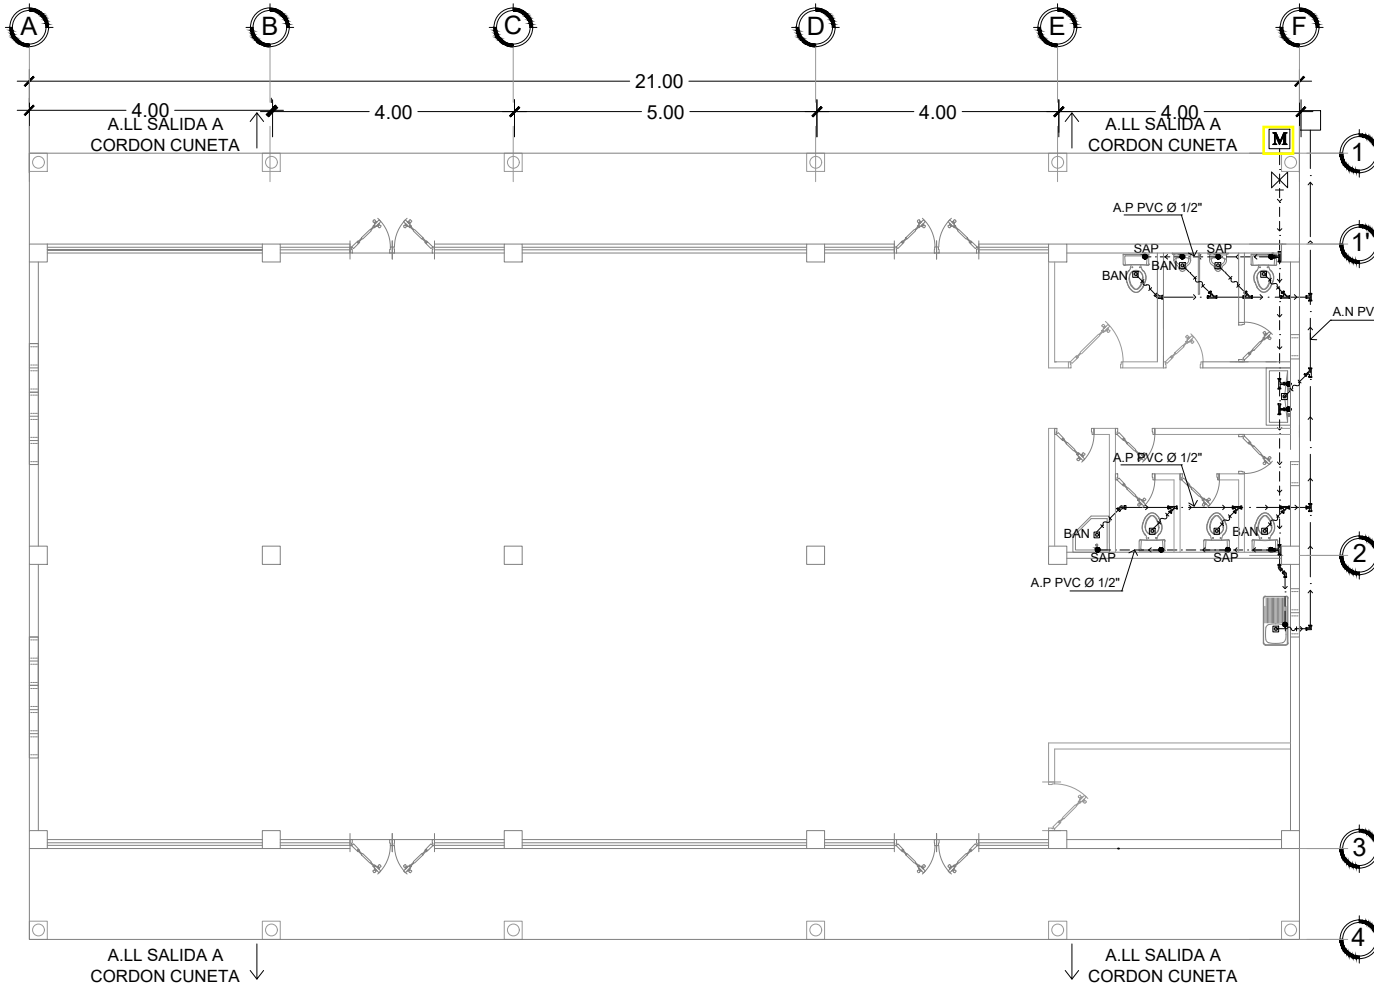 A
B
C
D
E
F
21.00
4.00
4.00
5.00
4.00
4.00
A.LL SALIDA A
CORDON CUNETA
A.LL SALIDA A
CORDON CUNETA
M
1
A.P PVC Ø 1/2"
1'
SAP
SAP
BAN
BAN
A.N PV
A.P PVC Ø 1/2"
BAN
BAN
2
SAP
SAP
A.P PVC Ø 1/2"
3
4
A.LL SALIDA A
CORDON CUNETA
A.LL SALIDA A
CORDON CUNETA